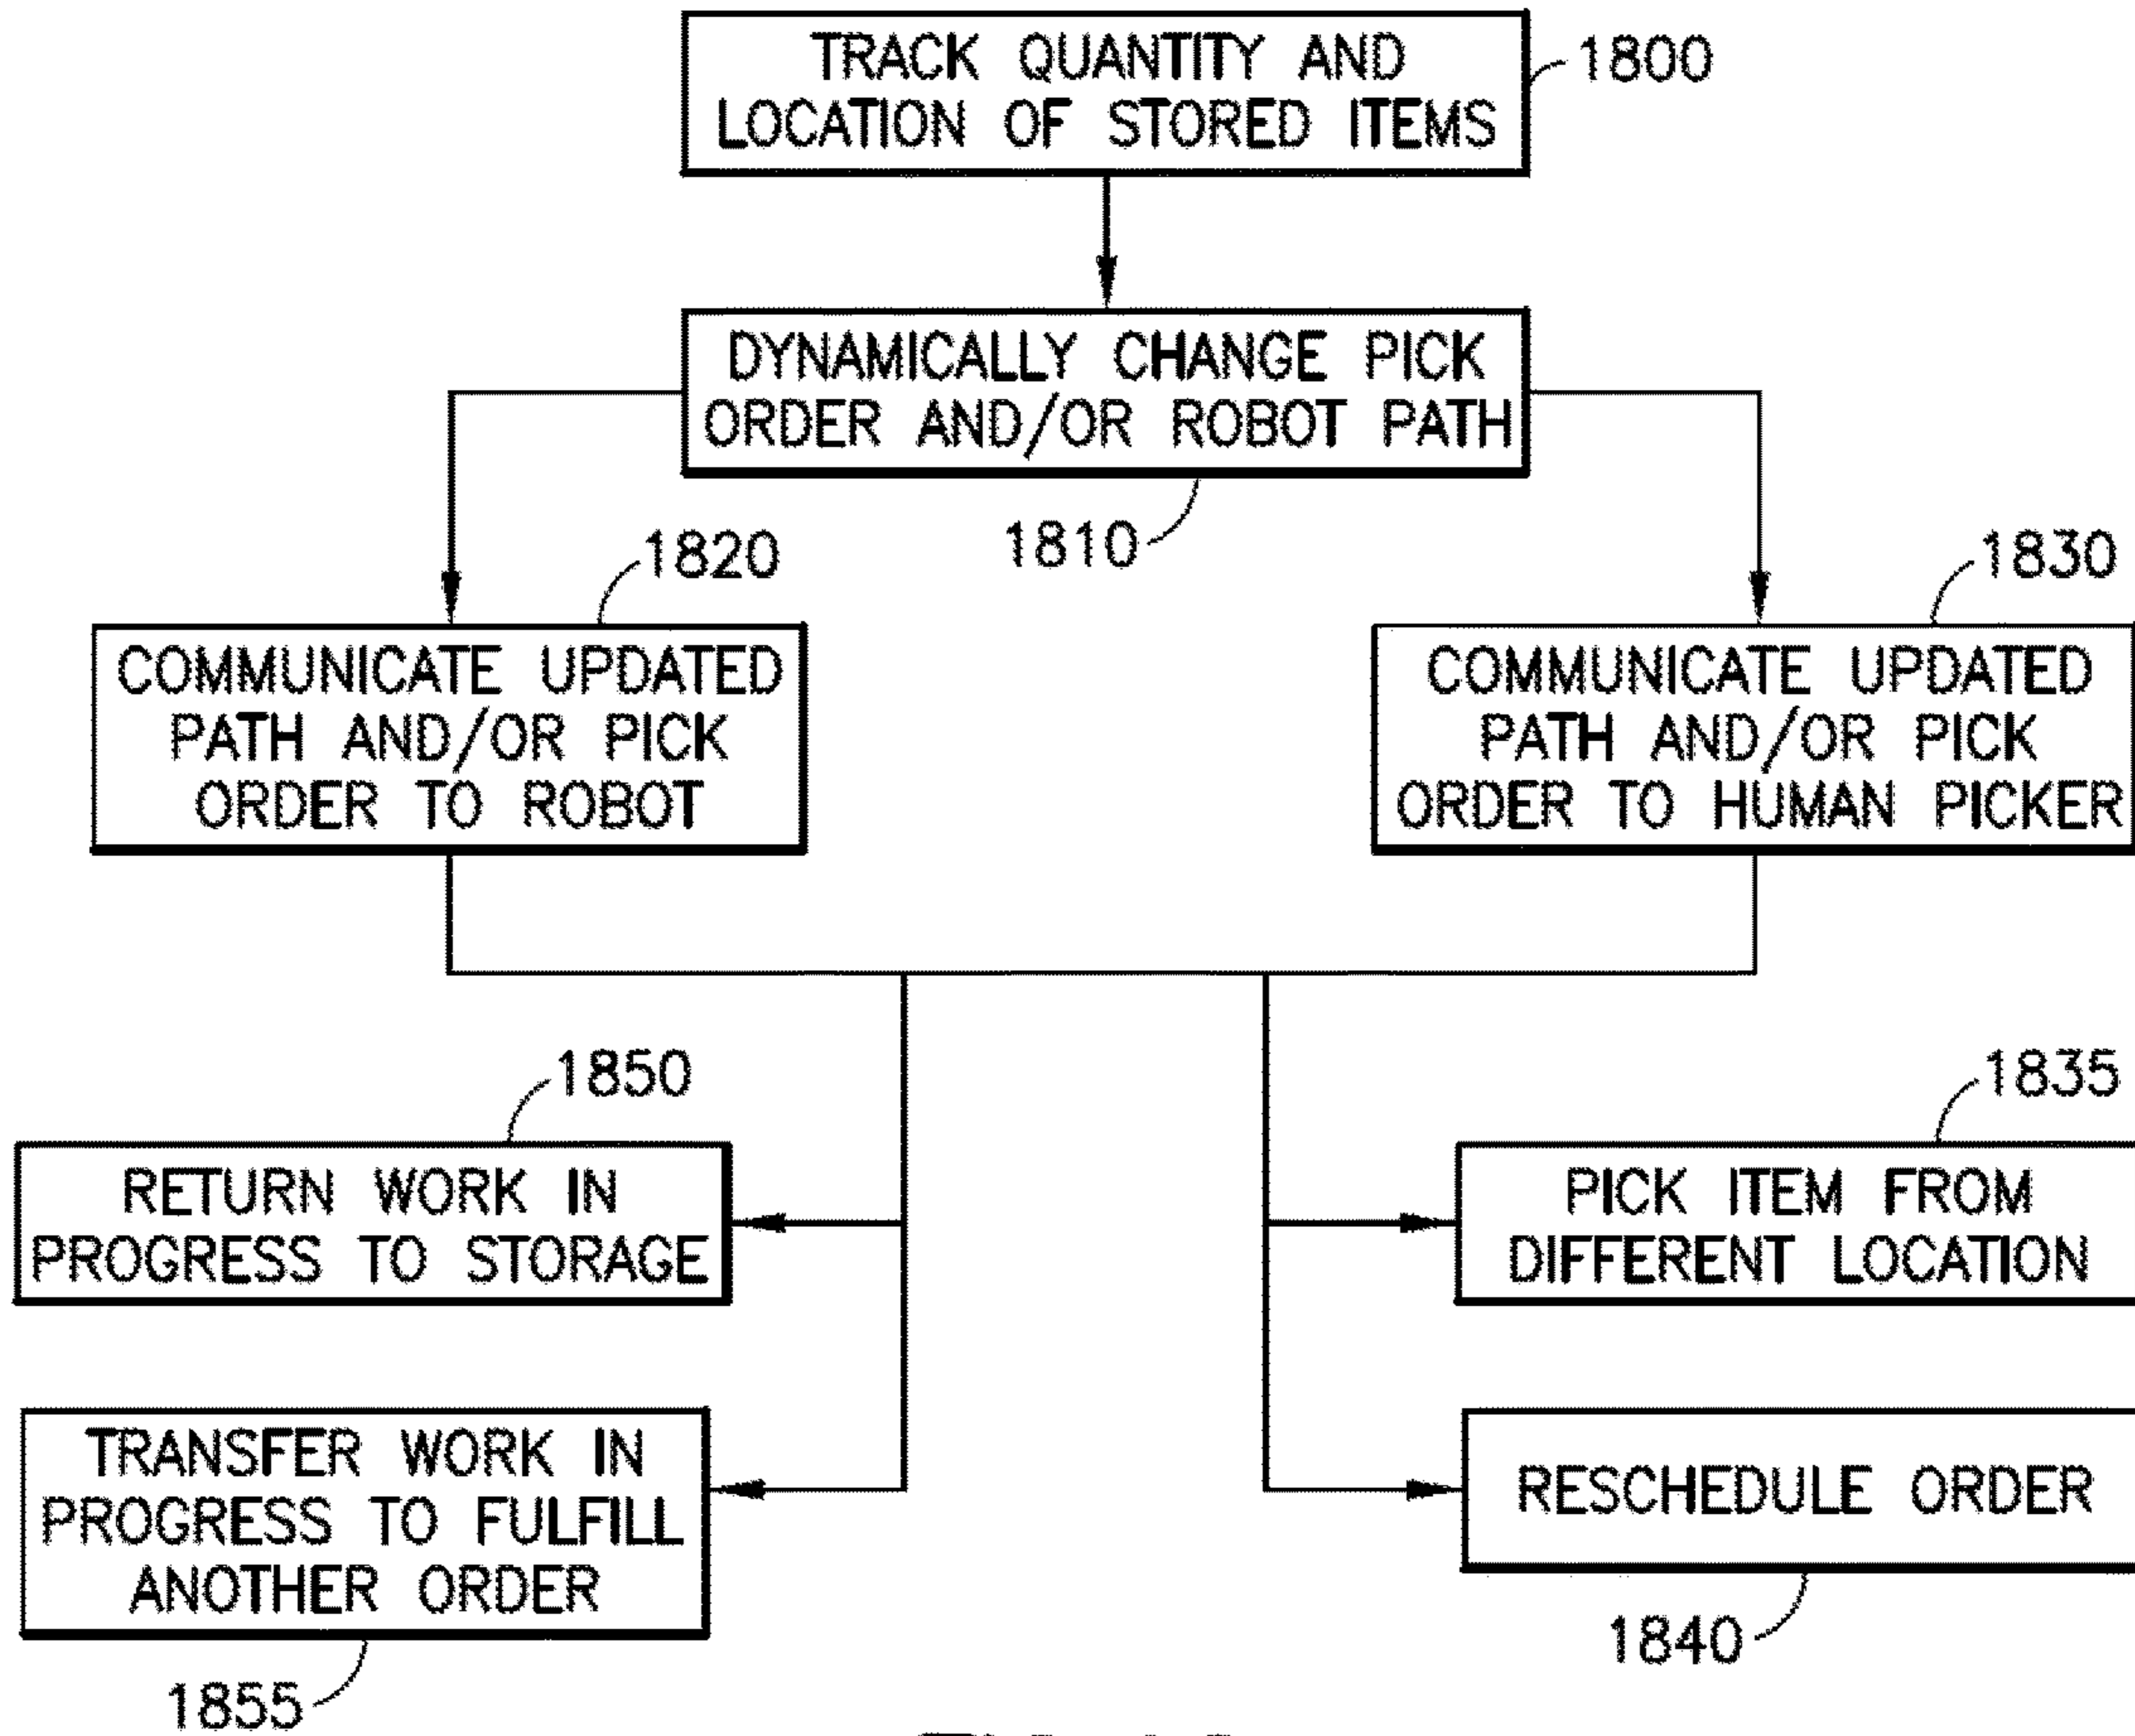 TRACK QUANTITY AND
LOCATION OF STORED ITEMS
1800
DYNAMICALLY CHANGE PICK
ORDER AND/OR ROBOT PATH
1810
1820
COMMUNICATE UPDATED
PATH AND/OR PICK
ORDER TO ROBOT
1830
COMMUNICATE UPDATED
PATH AND/OR PICK
ORDER TO HUMAN PICKER
1850
RETURN WORK IN
PROGRESS TO STORAGE
1835
PICK ITEM FROM
DIFFERENT LOCATION
TRANSFER WORK IN
PROGRESS TO FULFILL
ANOTHER ORDER
1855
RESCHEDULE ORDER
1840